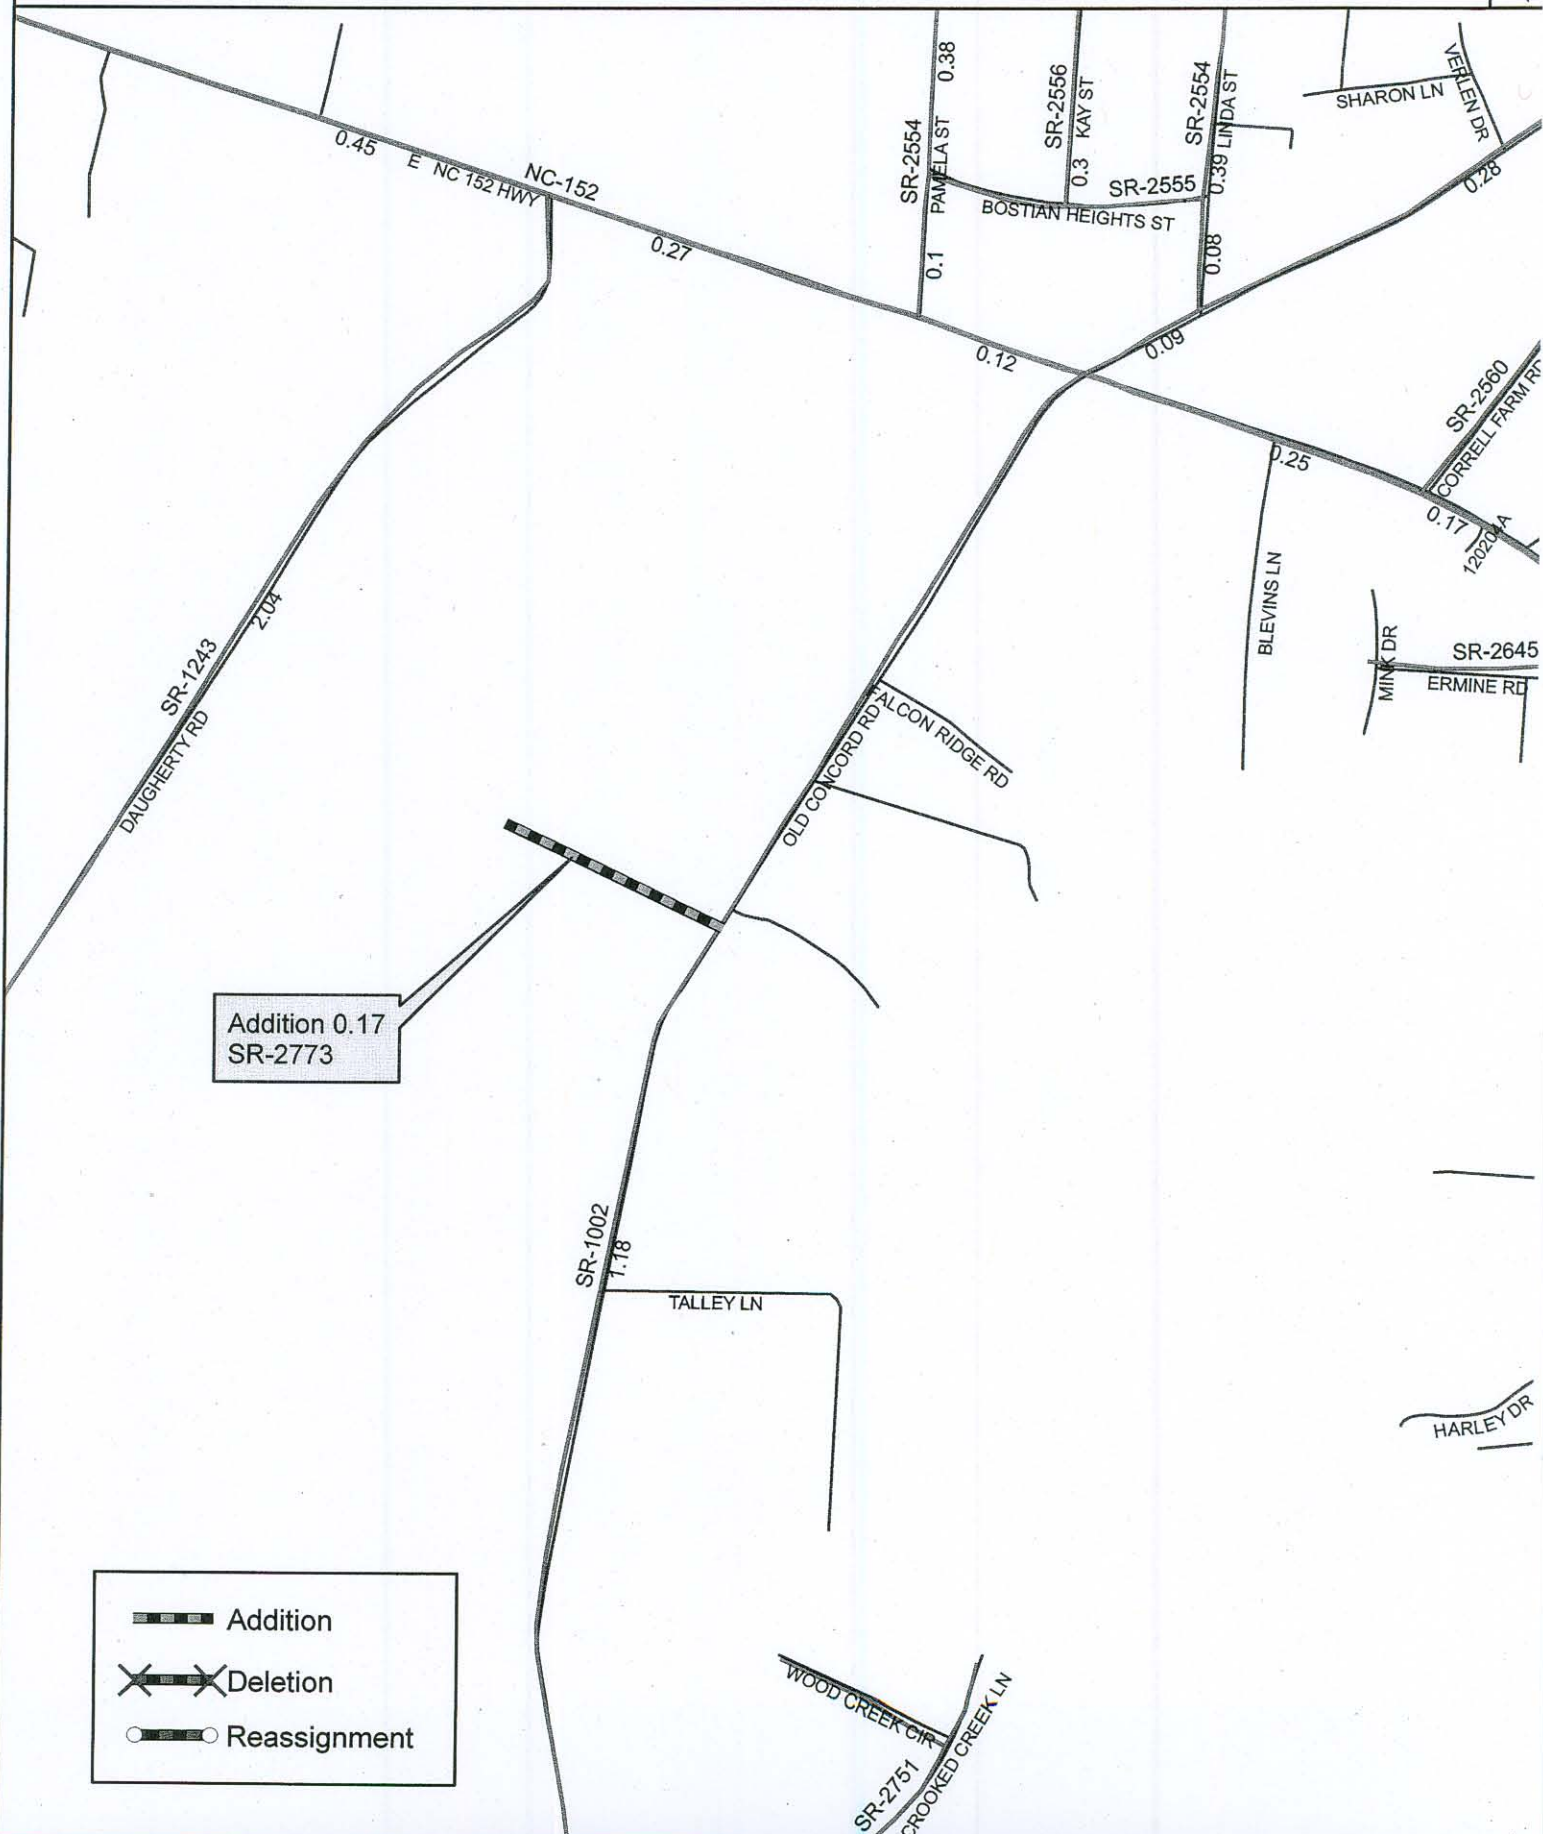 0.38
SR-2554
PAMELA ST
0.1
SR-2556
KAY ST
0.3
SR-2554
LINDA ST
0.39
0.08
SHARON LN
VERLEN DR
0.28
SR-2555
BOSTIAN HEIGHTS ST
0.45
E NC 152 HWY
NC-152
0.27
0.12
0.09
0.25
SR-2560
CORRELL FARM RD
0.17
120204A
BLEVINS LN
MINK DR
SR-2645
ERMINE RD
SR-1243
2.04
DAUGHERTY RD
FALCON RIDGE RD
OLD CONCORD RD
Addition 0.17
SR-2773
SR-1002
1.18
TALLEY LN
HARLEY DR
Addition
Deletion
Reassignment
WOOD CREEK CIR
SR-2751
CROOKED CREEK LN